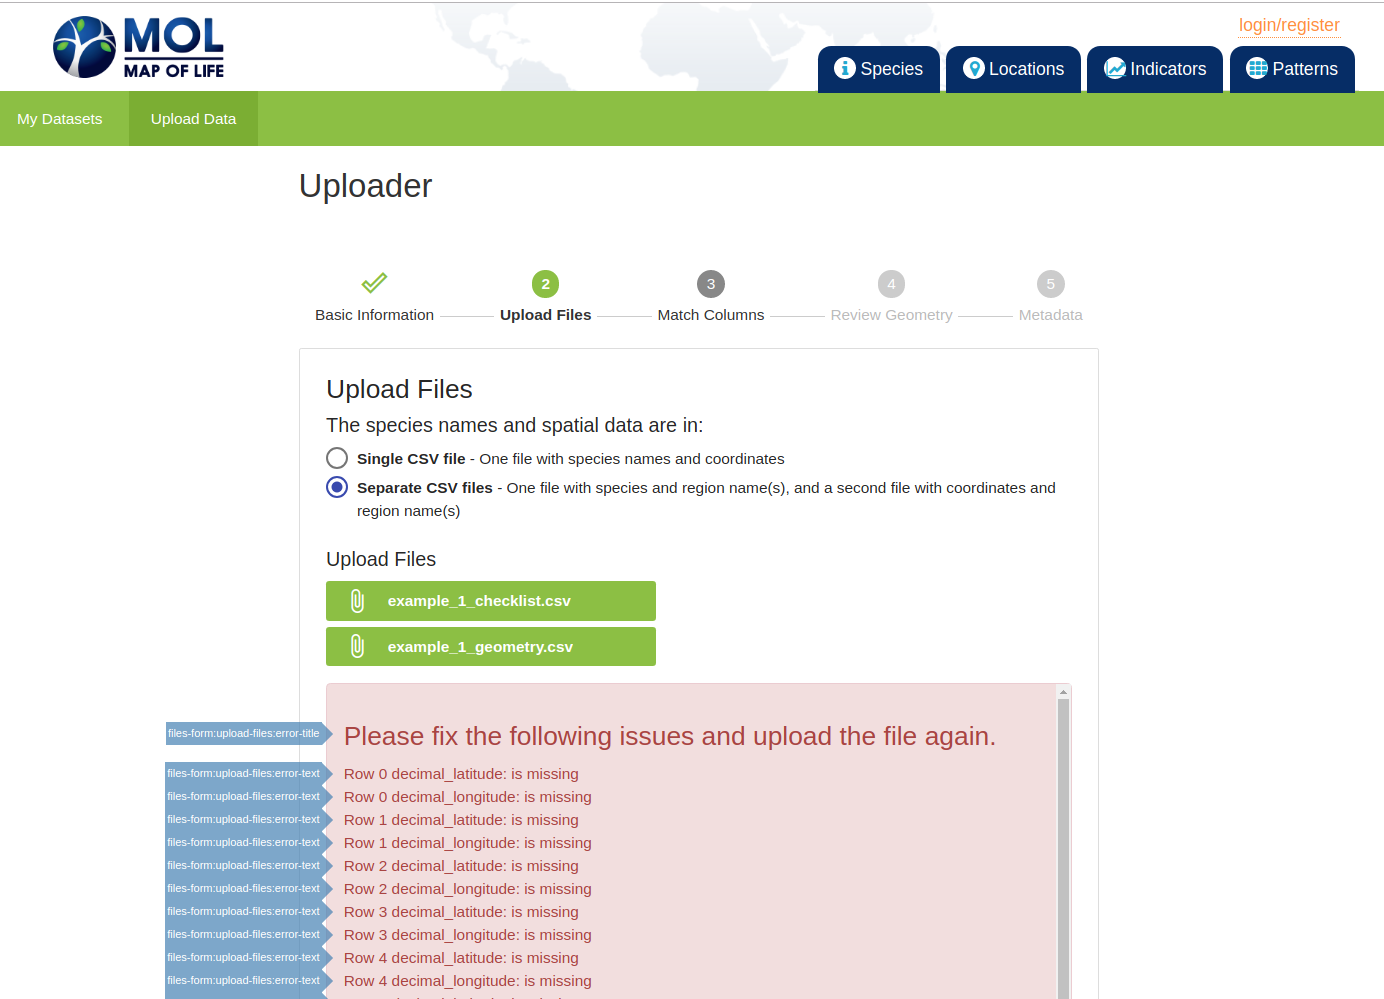 MOL
MAP OF LIFE
login/register
Species
Locations
Indicators
Patterns
My Datasets
Upload Data
Uploader
2
3
4
5
Basic Information
Upload Files
Match Columns
Review Geometry
Metadata
Upload Files
The species names and spatial data are in:
Single CSV file - One file with species names and coordinates
Separate CSV files - One file with species and region name(s), and a second file with coordinates and
region name(s)
Upload Files
example_1_checklist.csv
example_1_geometry.csv
files-form:upload-files:error-title
Please fix the following issues and upload the file again.
files-form:upload-files:error-text
Row 0 decimal_latitude: is missing
files-form:upload-files:error-text
Row 0 decimal_longitude: is missing
files-form:upload-files:error-text
Row 1 decimal_latitude: is missing
files-form:upload-files:error-text
Row 1 decimal_longitude: is missing
files-form:upload-files:error-text
Row 2 decimal_latitude: is missing
files-form:upload-files:error-text
Row 2 decimal_longitude: is missing
files-form:upload-files:error-text
Row 3 decimal_latitude: is missing
files-form:upload-files:error-text
Row 3 decimal_longitude: is missing
files-form:upload-files:error-text
Row 4 decimal_latitude: is missing
files-form:upload-files:error-text
Row 4 decimal_longitude: is missing